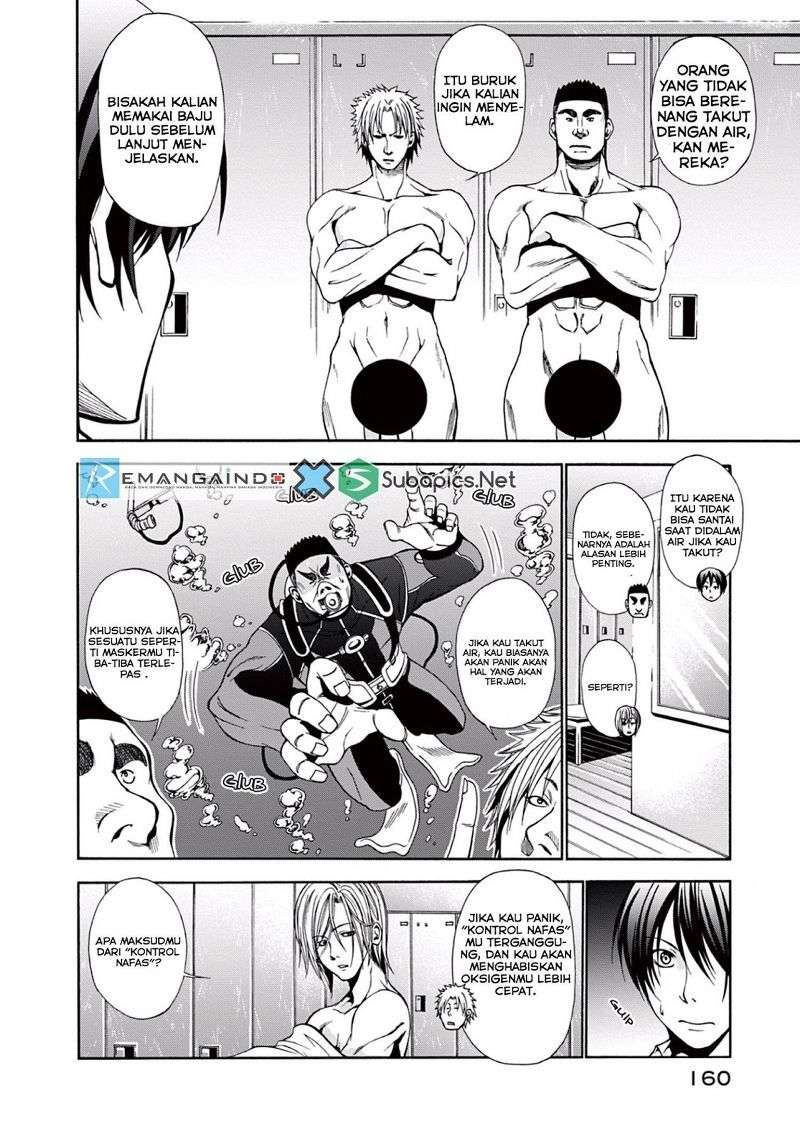 ORANG
YANG TIDAK
BISA BERE-
NANG TAKUT
DENGAN AIR,
KAN ME-
REKA?
ITU BURUK
JIKA KALIAN
INGIN MENYE-
LAM.
BISAKAH KALIAN
MEMAKAI BAJU
DULU SEBELUM
LANJUT MEN-
JELASKAN.
REMANGAINDO
Subapics.Net
ITU KARENA
KAU TIDAK
BISA SANTAI
SAAT DIDALAM
AIR JIKA KAU
TAKUT?
TIDAK, SEBE-
NARNYA ADALAH
ALASAN LEBIH
PENTING.
SEPERTI?
GLUB
GLUB
GLUB
GLUB
JIKA KAU TAKUT
AIR, KAU BIASANYA
AKAN PANIK AKAN
HAL YANG AKAN
TERJADI.
KHUSUSNYA JIKA
SESUATU SEPER-
TI MASKERMU TI-
BA-TIBA TERLE-
PAS .
GULP
JIKA KAU PANIK,
"KONTROL NAFAS"
MU TERGANGGU-
NG, DAN KAU AKAN
MENGHABISKAN
OKSIGENMU LEBIH
CEPAT.
APA MAKSUDMU
DARI "KONTROL
NAFAS"?
160